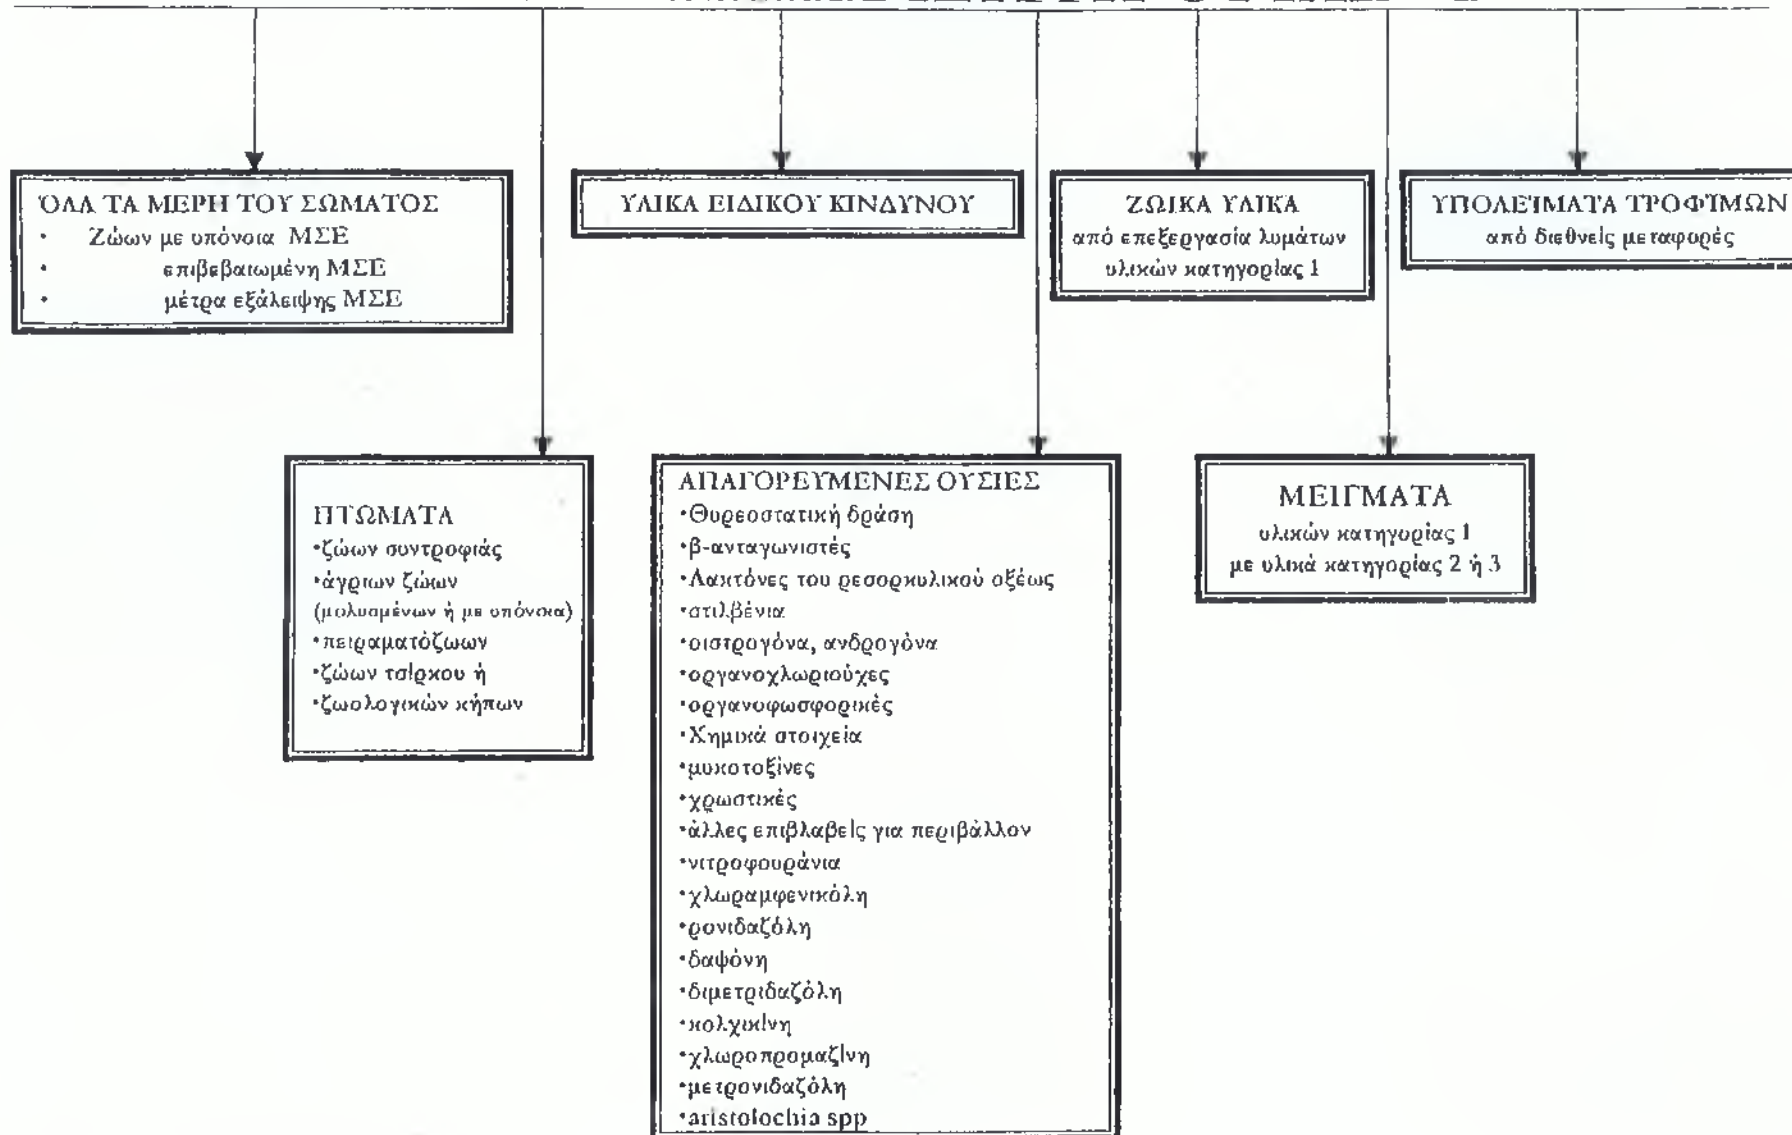 ΌΛΑ ΤΑ ΜΕΡΗ ΤΟΥ ΣΩΜΑΤΟΣ
• Ζώων με υπόνοια ΜΣΕ
• επιβεβαιωμένη ΜΣΕ
• μέτρα εξάλειψης ΜΣΕ
ΥΛΙΚΑ ΕΙΔΙΚΟΥ ΚΙΝΔΥΝΟΥ
ΖΩΙΚΑ ΥΛΙΚΑ
από επεξεργασία λυμάτων
υλικών κατηγορίας 1
ΥΠΟΛΕΊΜΑΤΑ ΤΡΟΦΊΜΩΝ
από διεθνείς μεταφορές
ΠΤΩΜΑΤΑ
•ζώων συντροφιάς
•άγριων ζώων
(μολυσμένων ή με υπόνοια)
•πειραματόζωων
•ζώων τσίρκου ή
•ζωολογικών κήπων
ΑΠΑΓΟΡΕΥΜΕΝΕΣ ΟΥΣΙΕΣ
•Θυρεοστατική δράση
•β-ανταγωνιστές
•Λακτόνες του ρεσορκυλικού οξέως
•στιλβένια
•οιστρογόνα, ανδρογόνα
•οργανοχλωριούχες
•οργανοφωσφορικές
•Χημικά στοιχεία
•μυκοτοξίνες
•χρωστικές
•άλλες επιβλαβείς για περιβάλλον
•νιτροφουράνια
•χλωραμφενικόλη
•ρονιδαζόλη
•δαψόνη
•διμετριδαζόλη
•κολχικίνη
•χλωροπρομαζίνη
•μετρονιδαζόλη
•aristolochia spp
ΜΕΙΓΜΑΤΑ
υλικών κατηγορίας 1
με υλικά κατηγορίας 2 ή 3